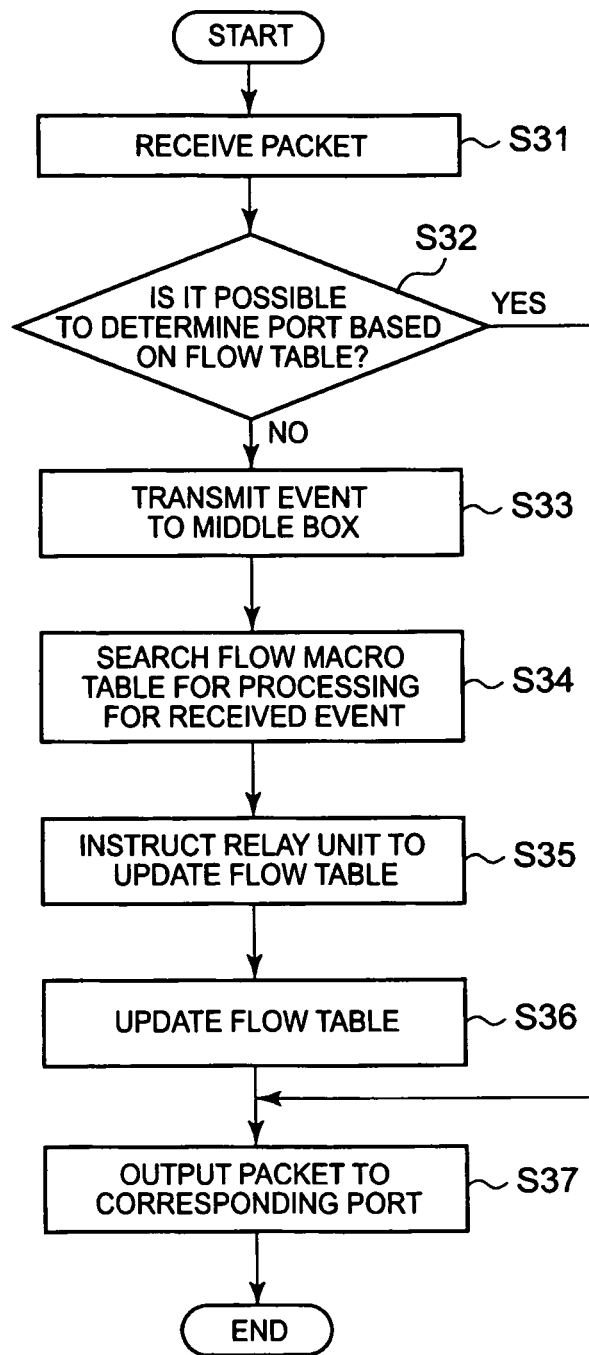 START
RECEIVE PACKET
S31
S32
IS IT POSSIBLE
TO DETERMINE PORT BASED
ON FLOW TABLE?
YES
NO
TRANSMIT EVENT
TO MIDDLE BOX
S33
SEARCH FLOW MACRO
TABLE FOR PROCESSING
FOR RECEIVED EVENT
S34
INSTRUCT RELAY UNIT TO
UPDATE FLOW TABLE
S35
UPDATE FLOW TABLE
S36
OUTPUT PACKET TO
CORRESPONDING PORT
S37
END